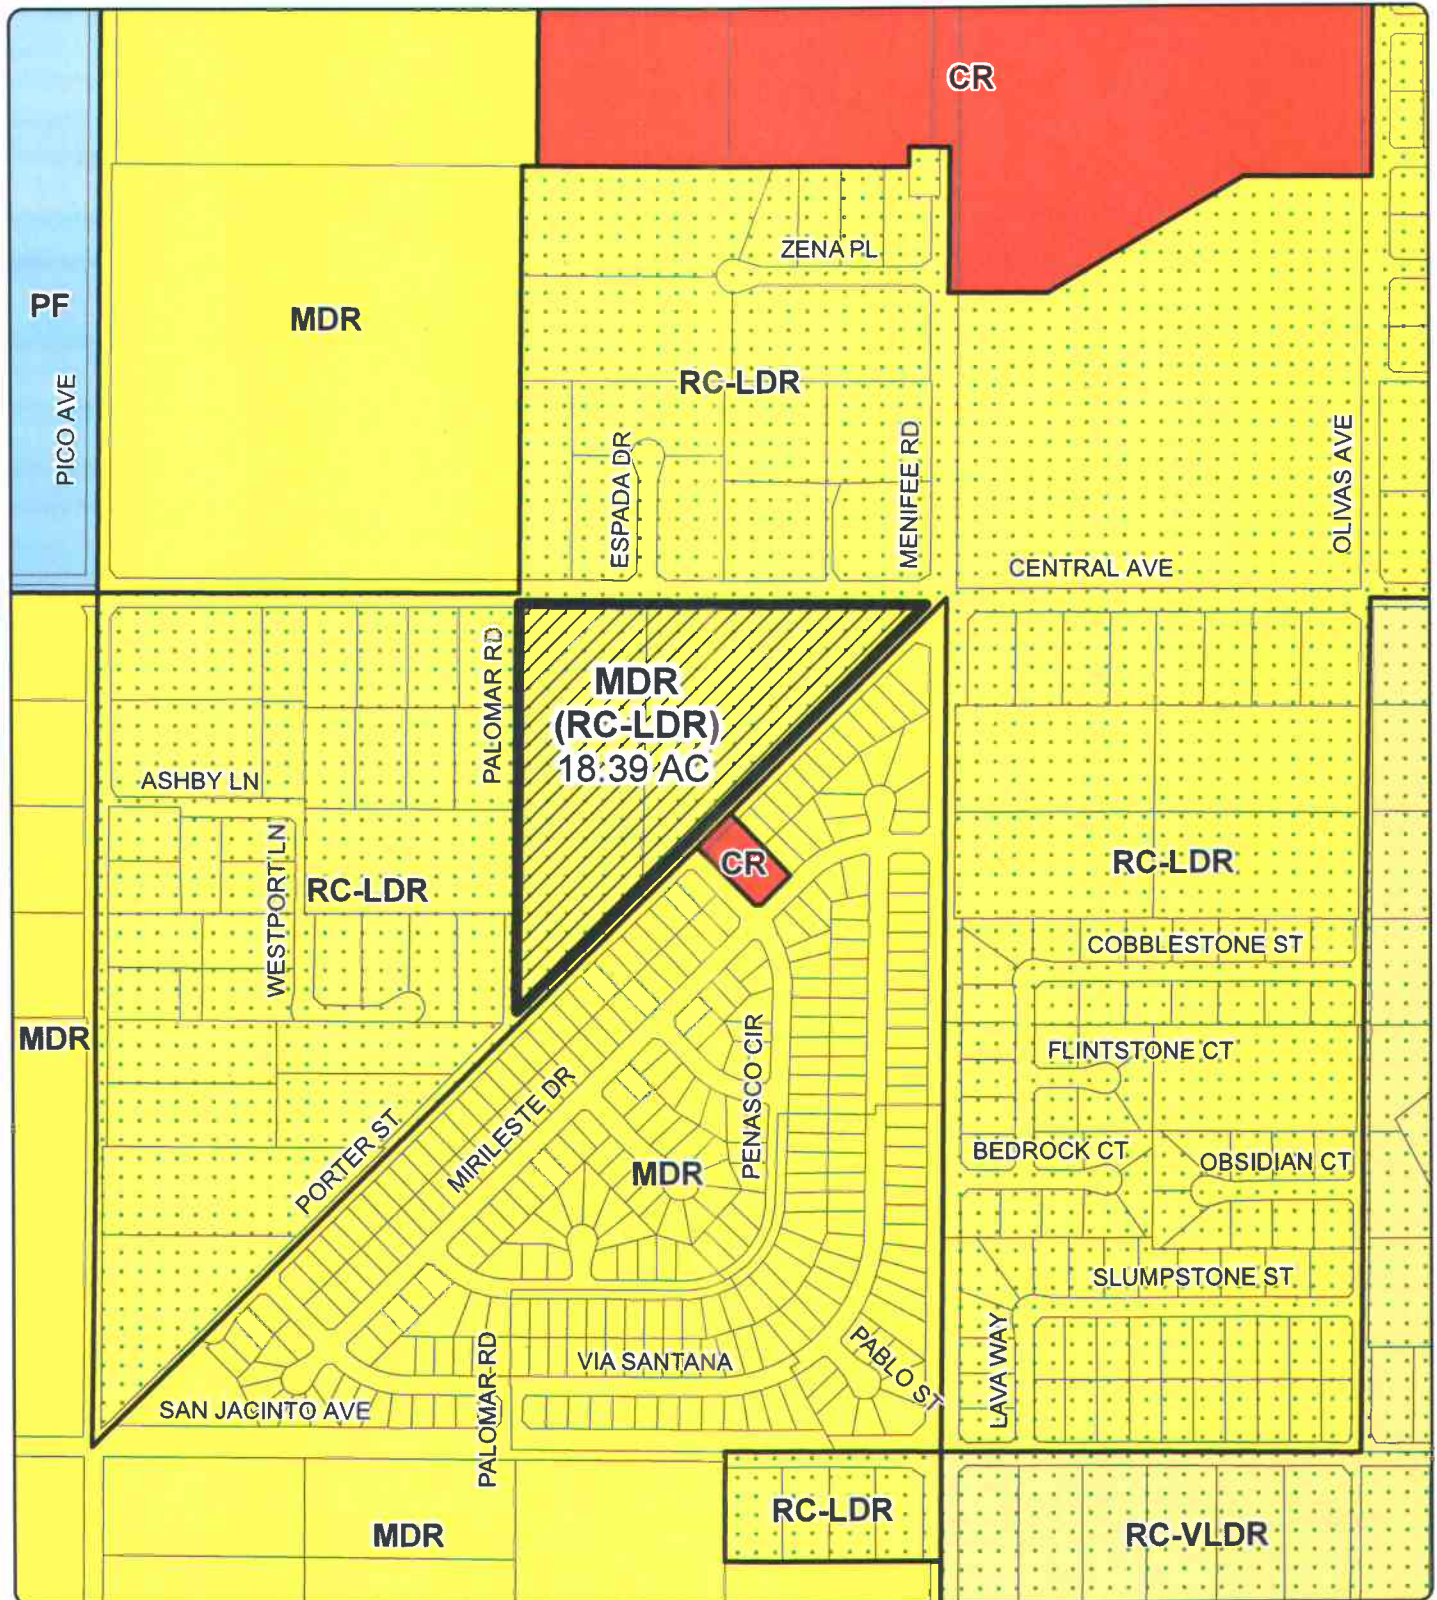 CR
ZENA PL
PF
MDR
PICO AVE
RC-LDR
ESPADA DR
MENIFEE RD
OLIVAS AVE
CENTRAL AVE
PALOMAR RD
MDR
(RC-LDR)
18.39 AC
ASHBY LN
WESTPORT LN
RC-LDR
CR
RC-LDR
COBBLESTONE ST
MDR
FLINTSTONE CT
PENASCO CIR
MIRILESTE DR
PORTER ST
MDR
BEDROCK CT
OBSIDIAN CT
SLUMPSTONE ST
LAVA WAY
PABLO ST
VIA SANTANA
PALOMAR RD
SAN JACINTO AVE
MDR
RC-LDR
RC-VLDR